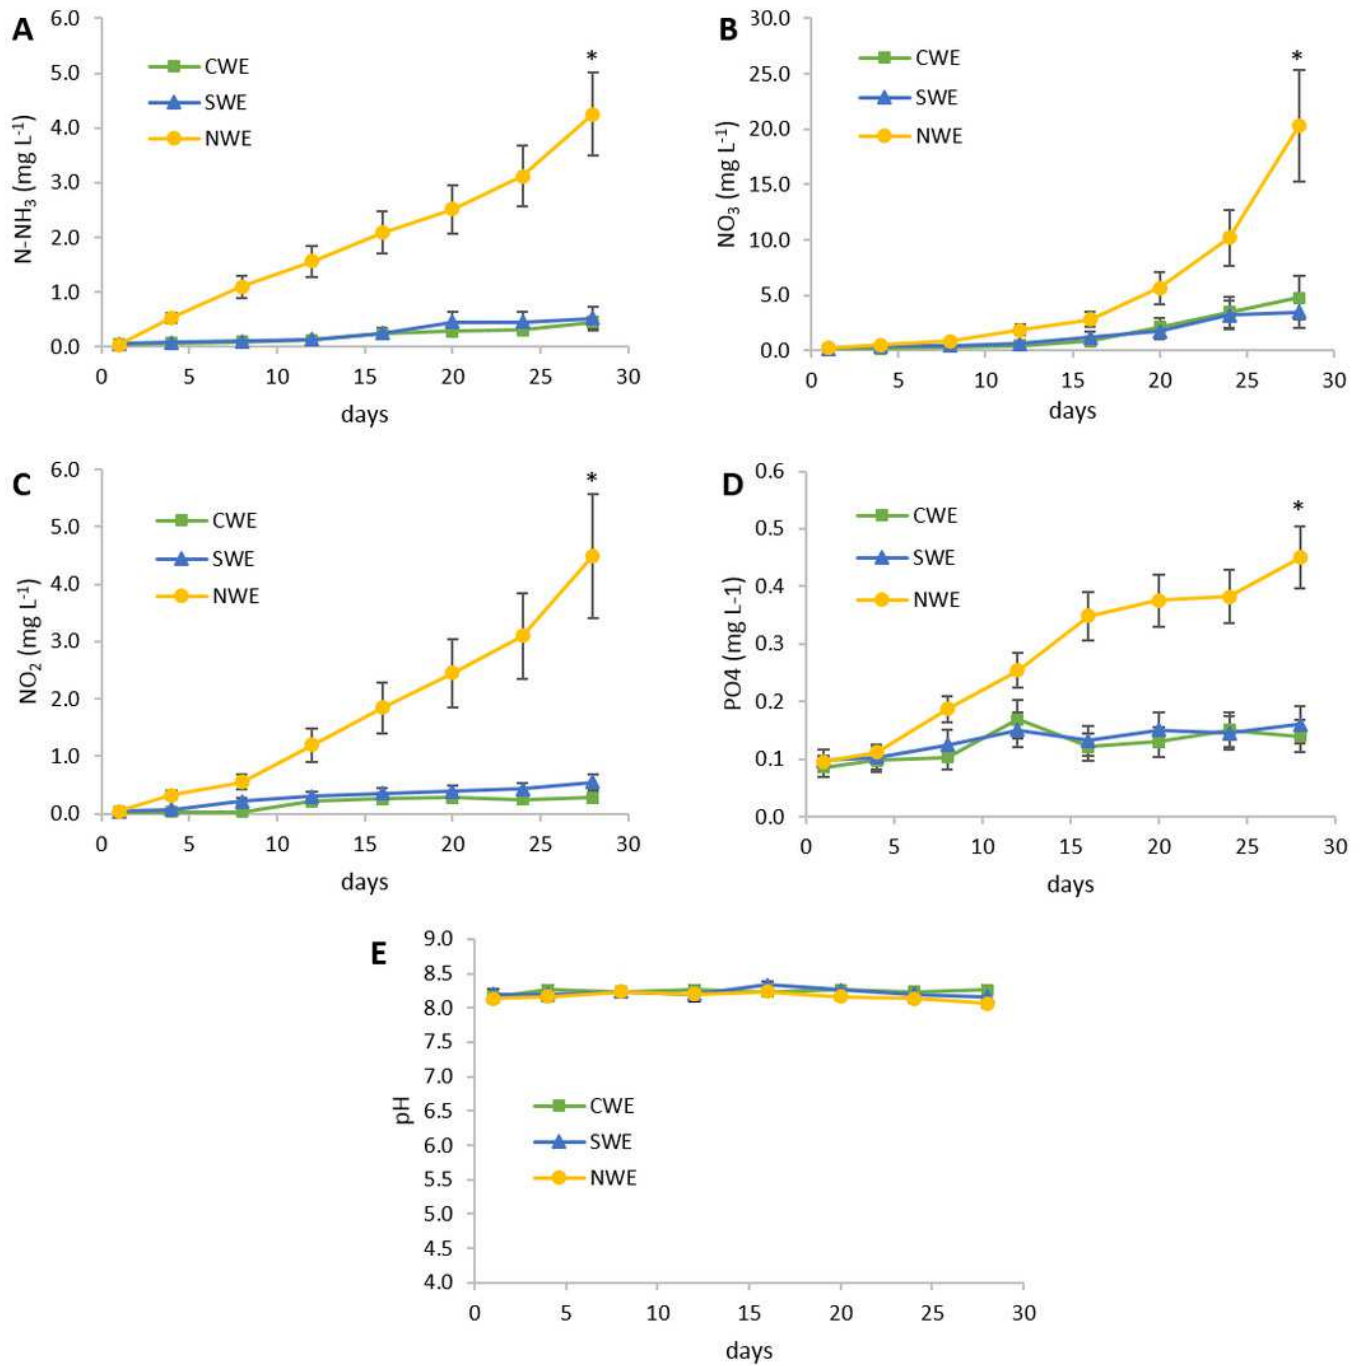 A
N-NH3 (mg L-1)
6.0
5.0
4.0
3.0
2.0
1.0
0.0
CWE
SWE
NWE
*
0 5 10 15 20 25 30
days
B
NO3 (mg L-1)
30.0
25.0
20.0
15.0
10.0
5.0
0.0
CWE
SWE
NWE
*
0 5 10 15 20 25 30
days
C
NO2 (mg L-1)
6.0
5.0
4.0
3.0
2.0
1.0
0.0
CWE
SWE
NWE
*
0 5 10 15 20 25 30
days
D
PO4 (mg L-1)
0.6
0.5
0.4
0.3
0.2
0.1
0.0
CWE
SWE
NWE
*
0 5 10 15 20 25 30
days
E
pH
9.0
8.5
8.0
7.5
7.0
6.5
6.0
5.5
5.0
4.5
4.0
CWE
SWE
NWE
0 5 10 15 20 25 30
days